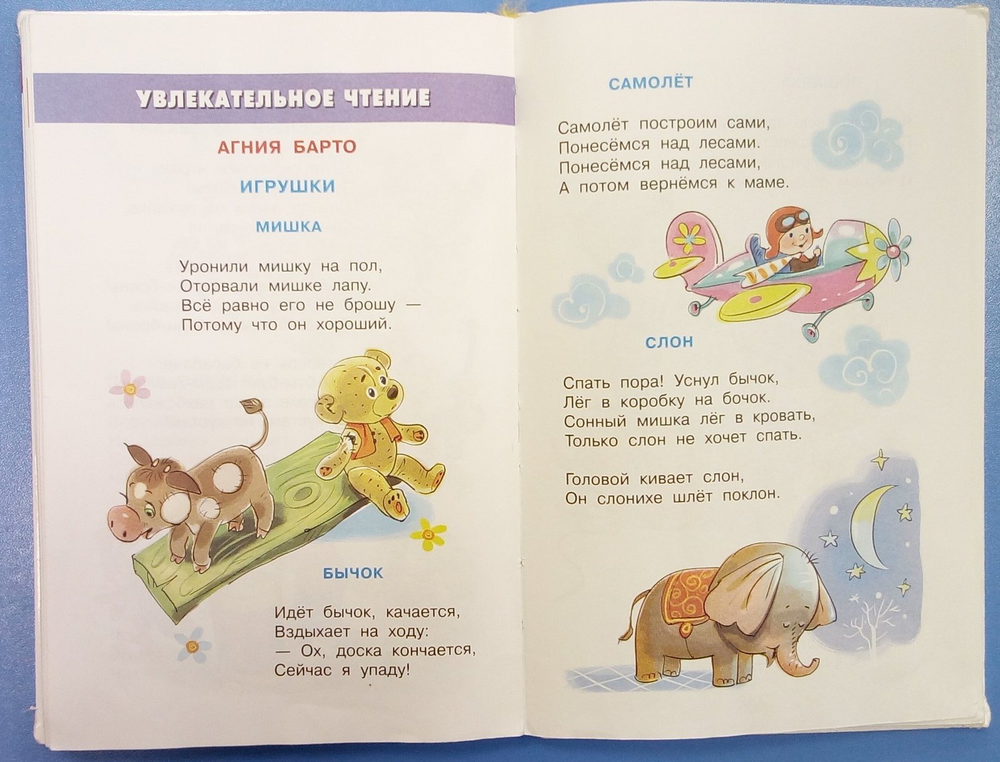 УВЛЕКАТЕЛЬНОЕ ЧТЕНИЕ
АГНИЯ БАРТО
ИГРУШКИ
МИШКА
Уронили мишку на пол,
Оторвали мишке лапу.
Всё равно его не брошу —
Потому что он хороший.
БЫЧОК
Идёт бычок, качается,
Вздыхает на ходу:
— Ох, доска кончается,
Сейчас я упаду!
САМОЛЁТ
Самолёт построим сами,
Понесёмся над лесами.
Понесёмся над лесами,
А потом вернёмся к маме.
СЛОН
Спать пора! Уснул бычок,
Лёг в коробку на бочок.
Сонный мишка лёг в кровать,
Только слон не хочет спать.
Головой кивает слон,
Он слонихе шлёт поклон.